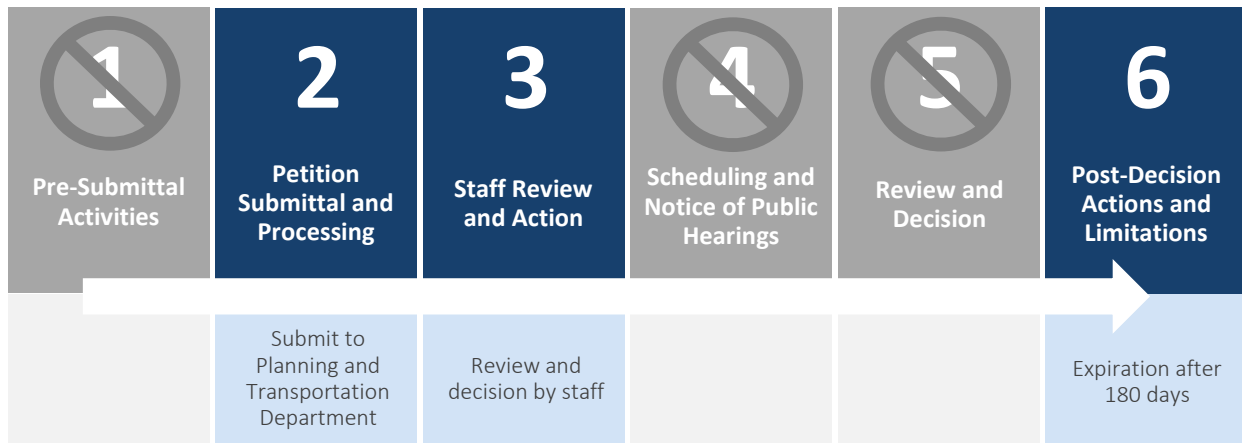 1
Pre-Submittal
Activities
2
Petition
Submittal and
Processing
Submit to
Planning and
Transportation
Department
3
Staff Review
and Action
Review and
decision by staff
4
Scheduling and
Notice of Public
Hearings
5
Review and
Decision
6
Post-Decision
Actions and
Limitations
Expiration after
180 days